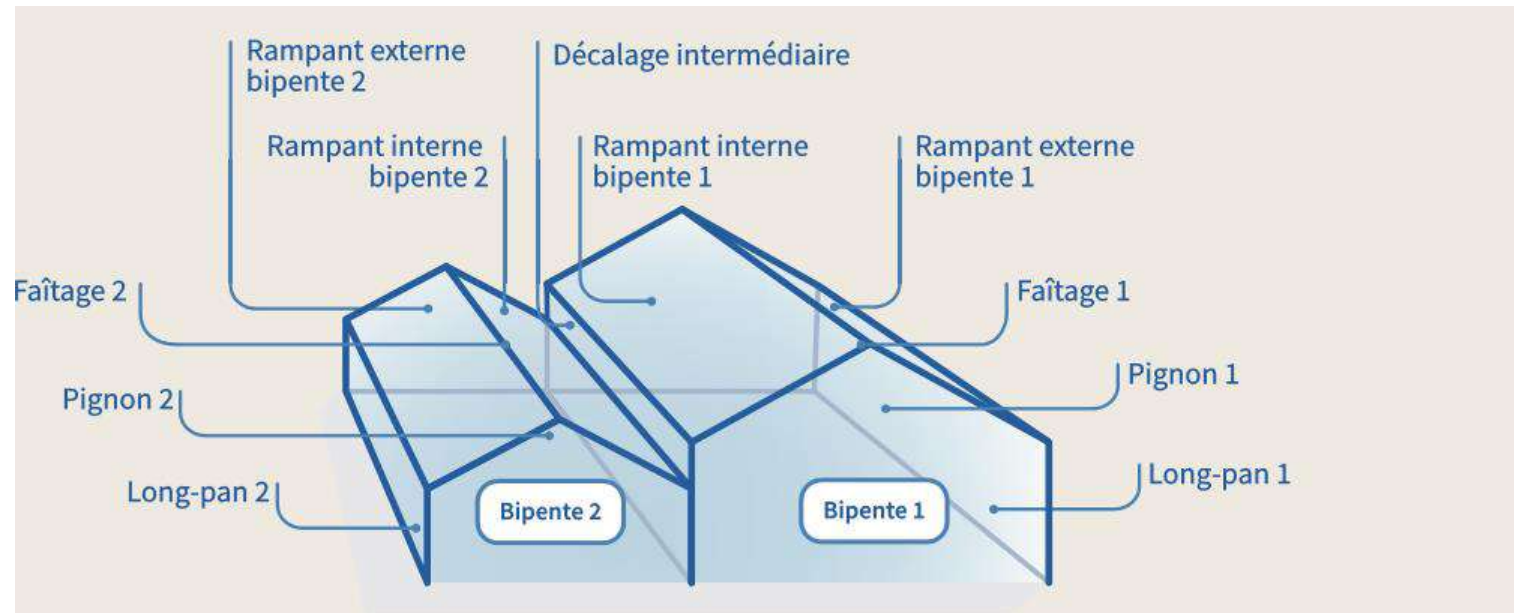 Rampant externe
bipente 2
Décalage intermédiaire
Rampant interne
bipente 2
Rampant interne
bipente 1
Rampant externe
bipente 1
Faîtage 2
Faîtage 1
Pignon 2
Pignon 1
Long-pan 2
Long-pan 1
Bipente 2
Bipente 1